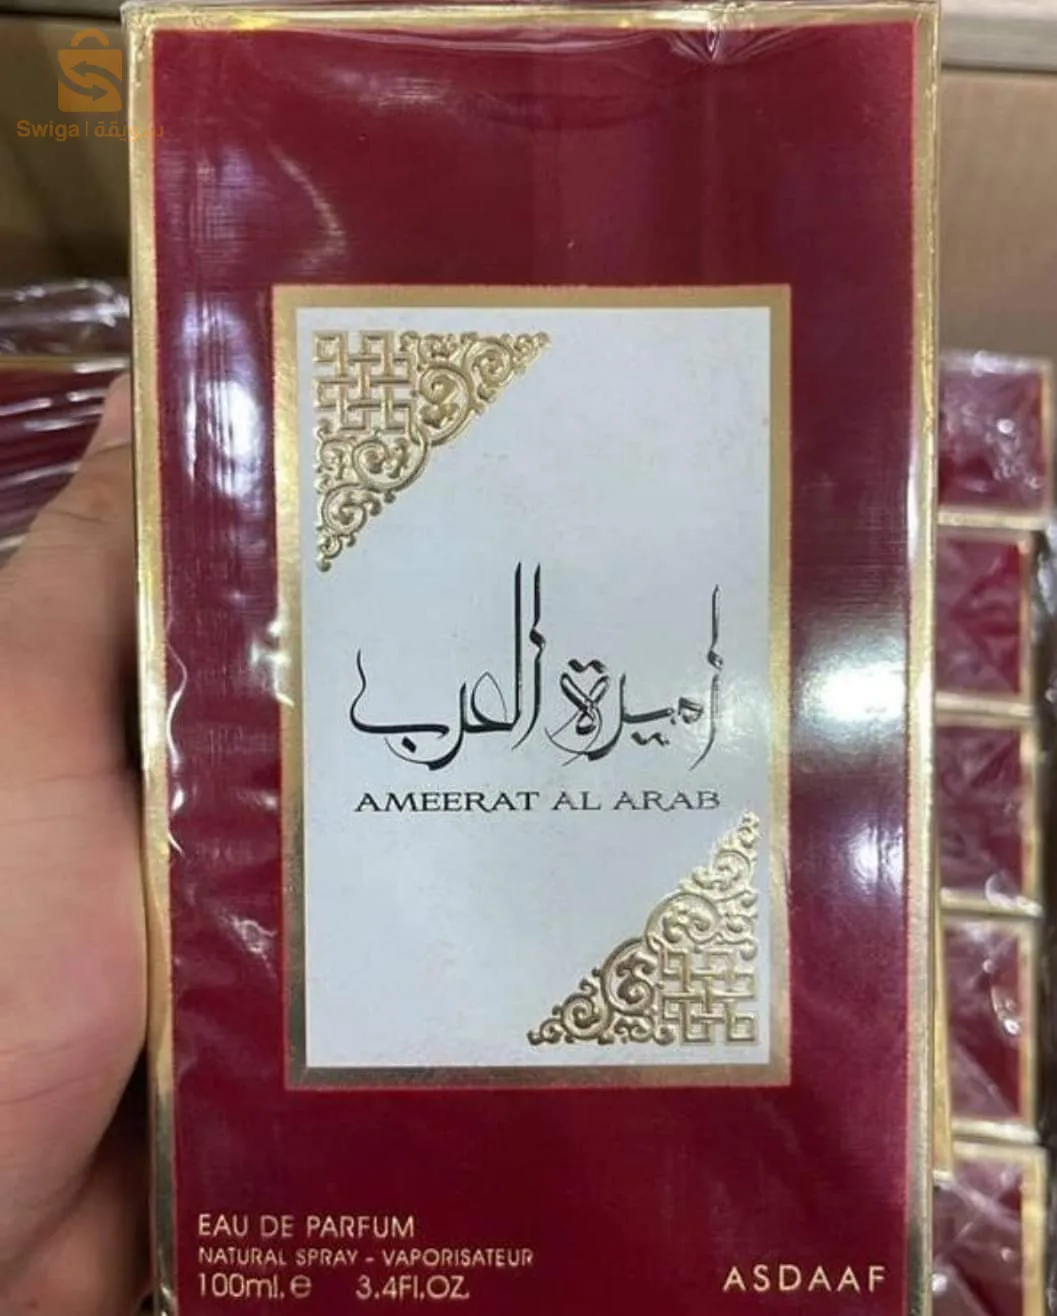 Swiga | سويقة
أميرة العرب
AMEERAT AL ARAB
EAU DE PARFUM
NATURAL SPRAY - VAPORISATEUR
100ml. e 3.4Fl.OZ.
ASDAAF